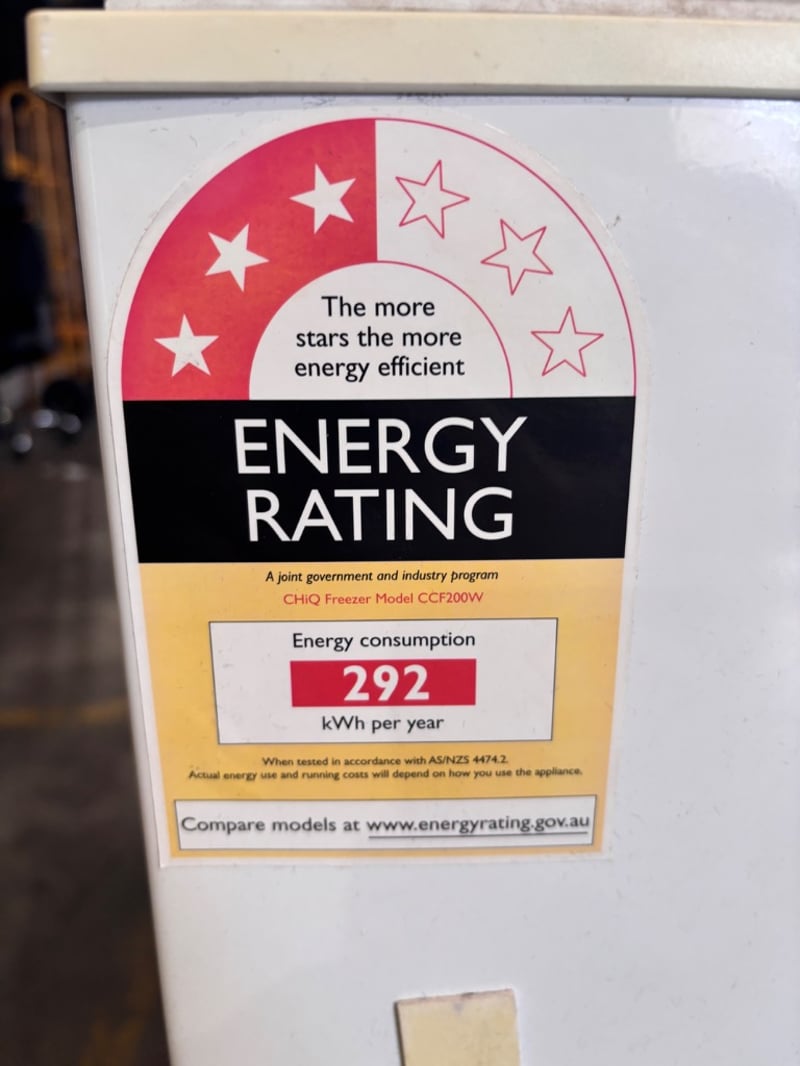 The more
stars the more
energy efficient
ENERGY
RATING
A joint government and industry program
CHiQ Freezer Model CCF200W
Energy consumption
292
kWh per year
When tested in accordance with AS/NZS 4474.2.
Actual energy use and running costs will depend on how you use the appliance.
Compare models at www.energyrating.gov.au